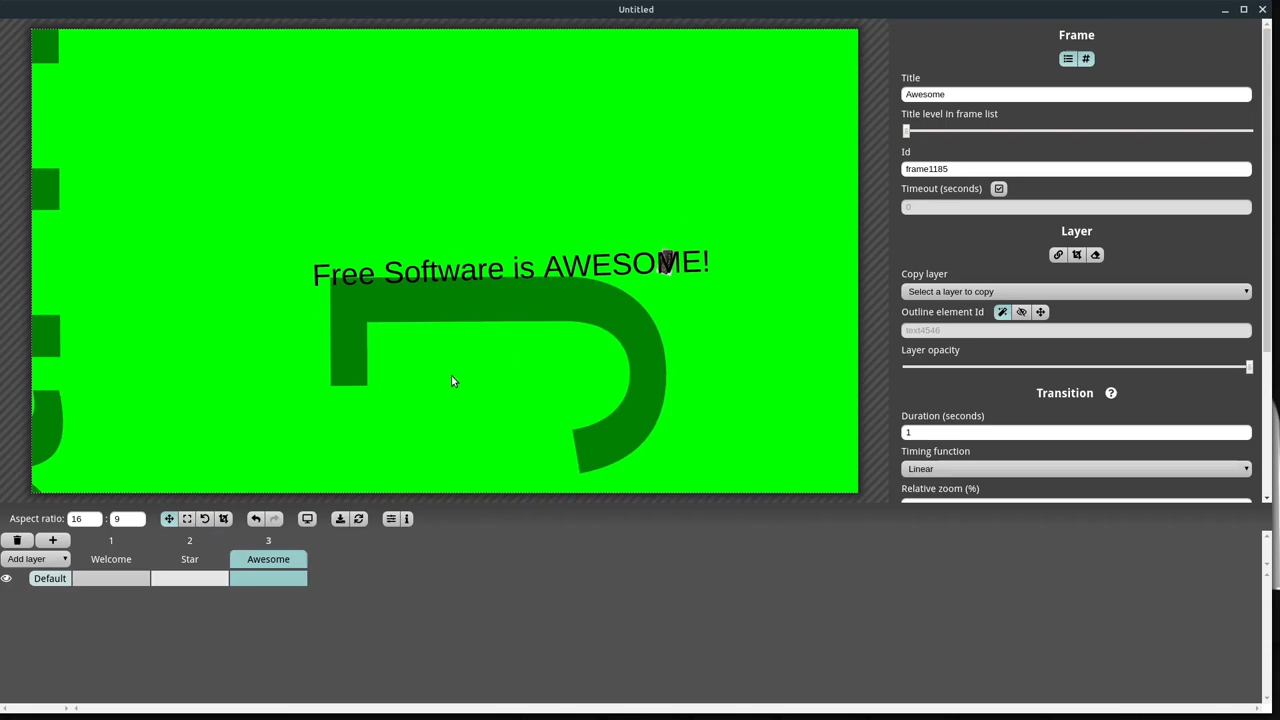 Untitled
Frame
Title
Awesome
Title level in frame list
Id
frame1185
Timeout (seconds)
0
Layer
Copy layer
Select a layer to copy
Outline element Id
text4546
Layer opacity
Transition
Duration (seconds)
1
Timing function
Linear
Relative zoom (%)
Free Software is AWESOME!
Aspect ratio: 16 : 9
1 2 3
Add layer Welcome Star Awesome
Default